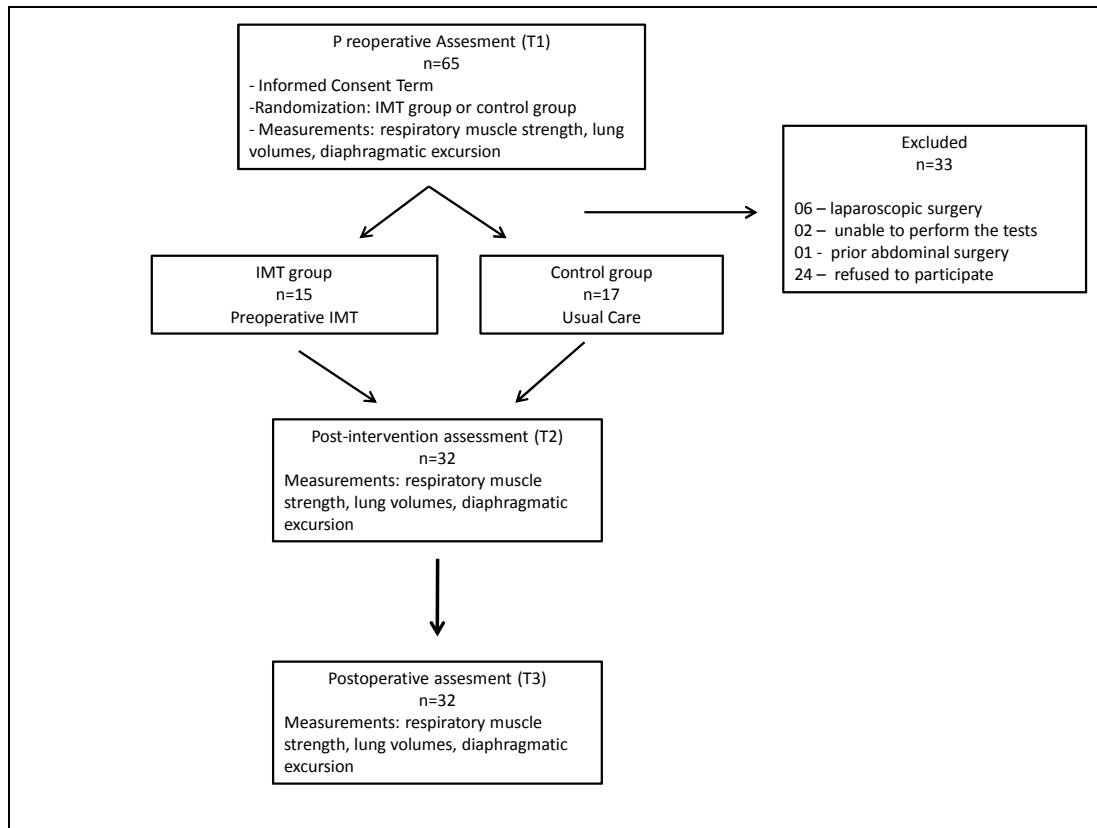 P reoperative Assesment (T1)
n=65
- Informed Consent Term
-Randomization: IMT group or control group
- Measurements: respiratory muscle strength, lung
volumes, diaphragmatic excursion
Excluded
n=33
06 – laparoscopic surgery
02 – unable to perform the tests
01 - prior abdominal surgery
24 – refused to participate
IMT group
n=15
Preoperative IMT
Control group
n=17
Usual Care
Post-intervention assessment (T2)
n=32
Measurements: respiratory muscle
strength, lung volumes, diaphragmatic
excursion
Postoperative assesment (T3)
n=32
Measurements: respiratory muscle
strength, lung volumes, diaphragmatic
excursion